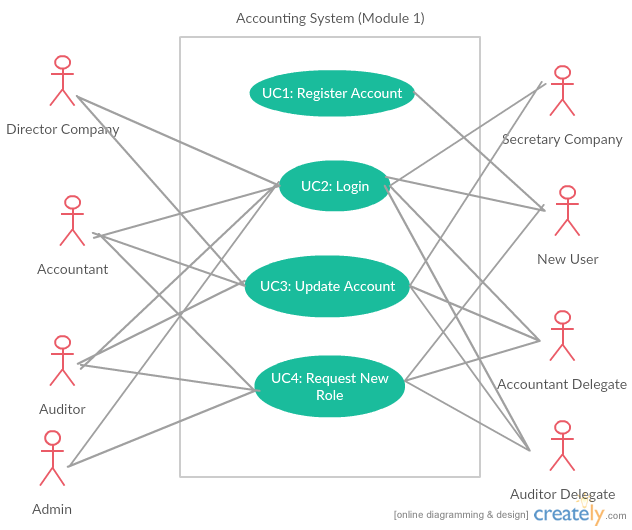 Accounting System (Module 1)
Director Company
Accountant
Auditor
Admin
UC1: Register Account
UC2: Login
UC3: Update Account
UC4: Request New
Role
Secretary Company
New User
Accountant Delegate
Auditor Delegate
[online diagramming & design] creately.com